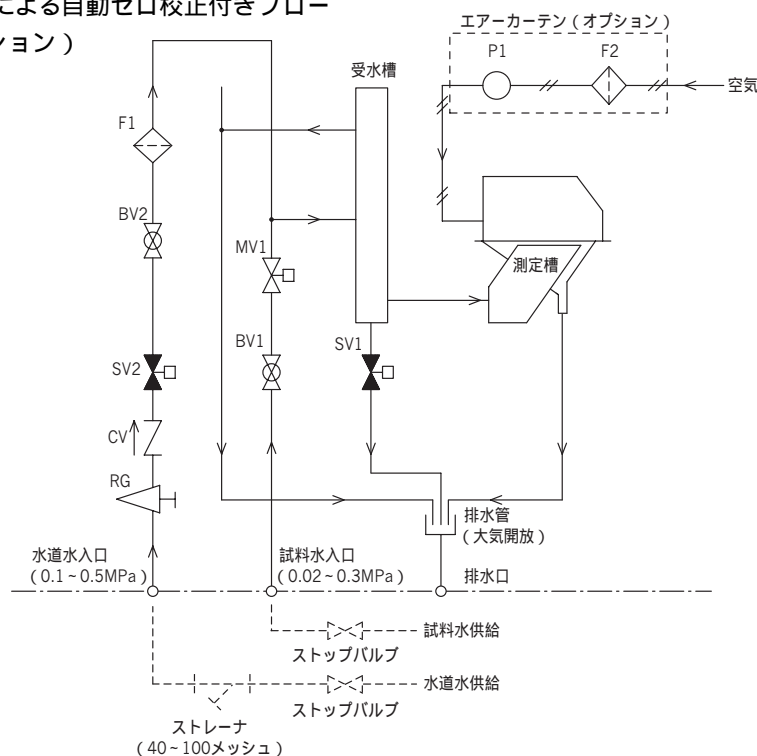 による自動ゼロ校正付きフロー
ション)
エアーカーテン(オプション)
P1
F2
空気
受水槽
F1
BV2
MV1
測定槽
BV1
SV1
SV2
CV
RG
排水管
(大気開放)
水道水入口
(0.1~0.5MPa)
試料水入口
(0.02~0.3MPa)
排水口
試料水供給
ストップバルブ
水道水供給
ストップバルブ
ストレーナ
(40~100メッシュ)